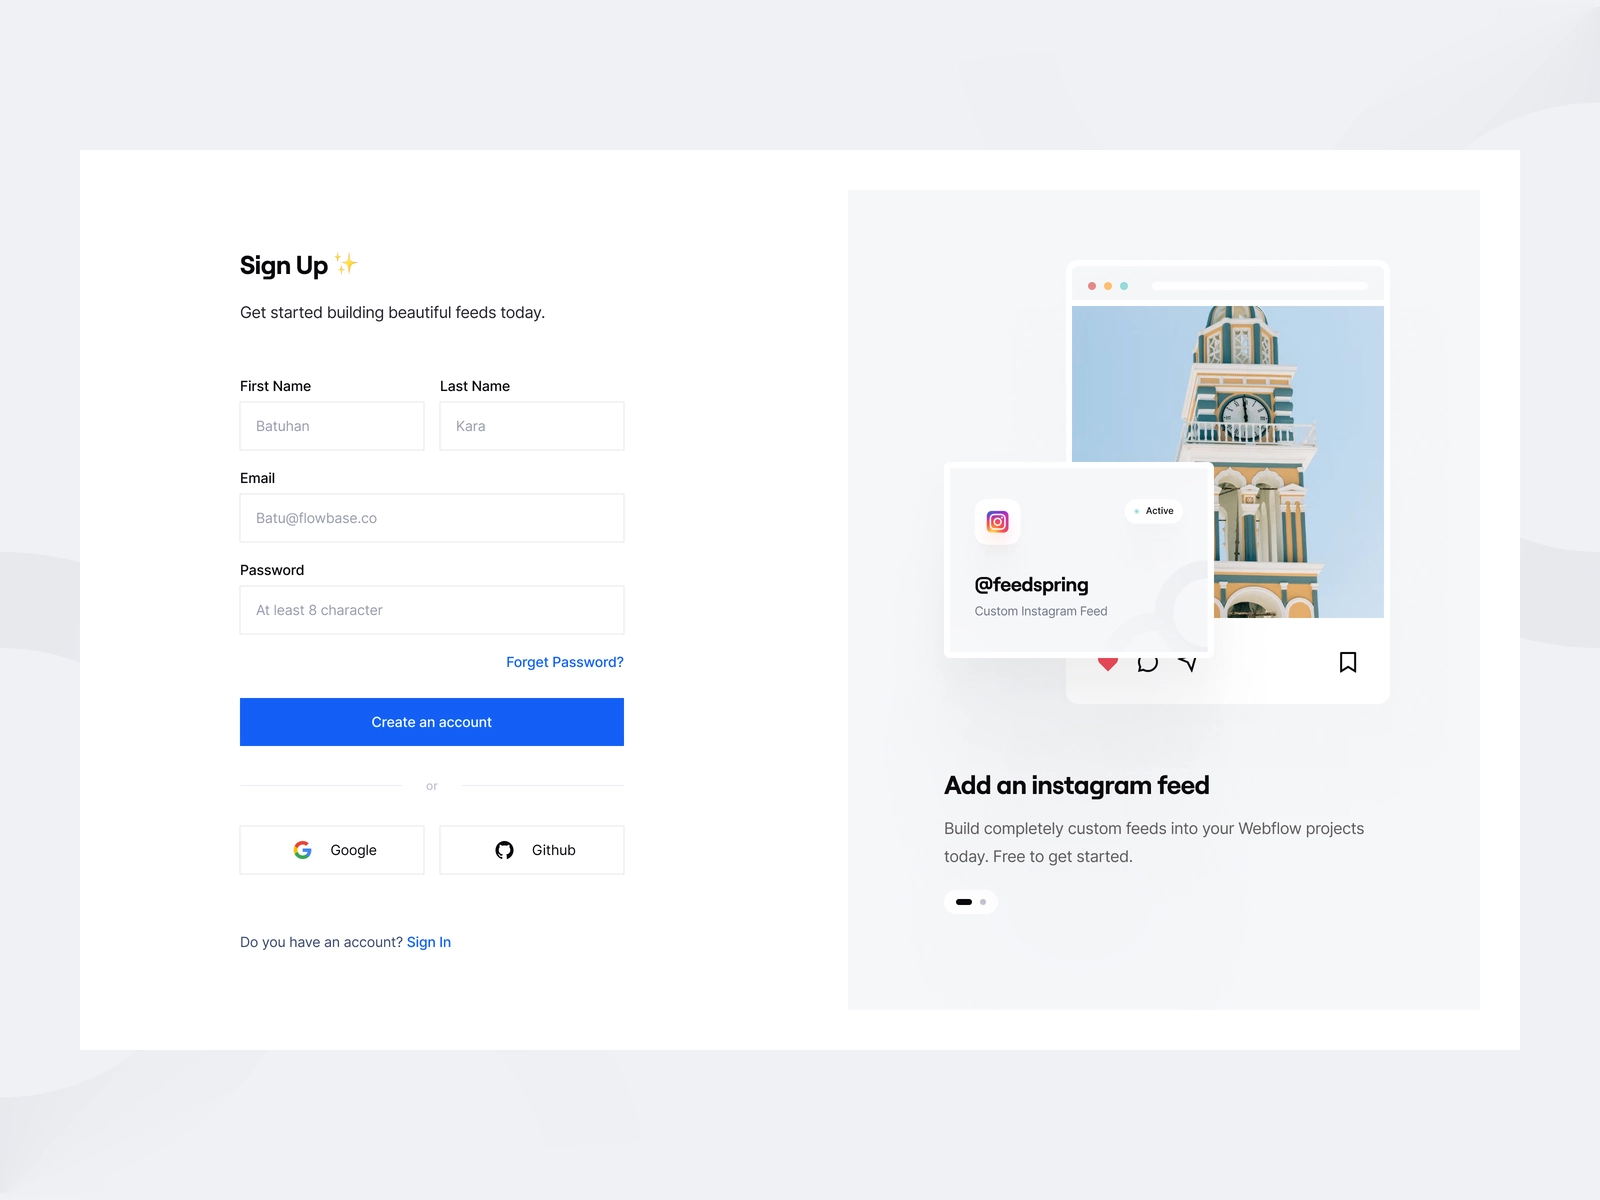 Sign Up ✨
Get started building beautiful feeds today.
First Name
Last Name
Batuhan
Kara
Email
Batu@flowbase.co
Password
At least 8 character
Forget Password?
Create an account
or
Google
Github
Do you have an account? Sign In
Active
@feedspring
Custom Instagram Feed
Add an instagram feed
Build completely custom feeds into your Webflow projects
today. Free to get started.